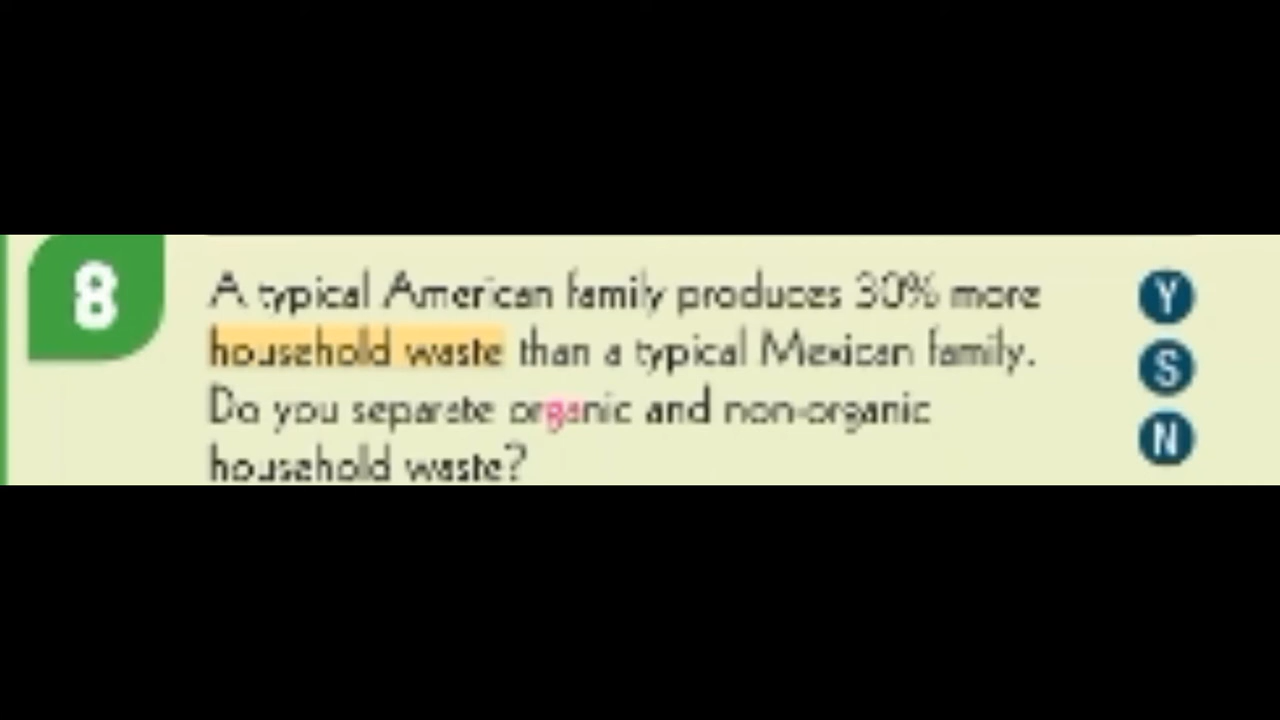 8
A typical American family produces 30% more
household waste than a typical Mexican family.
Do you separate organic and non-organic
household waste?
Y
S
N